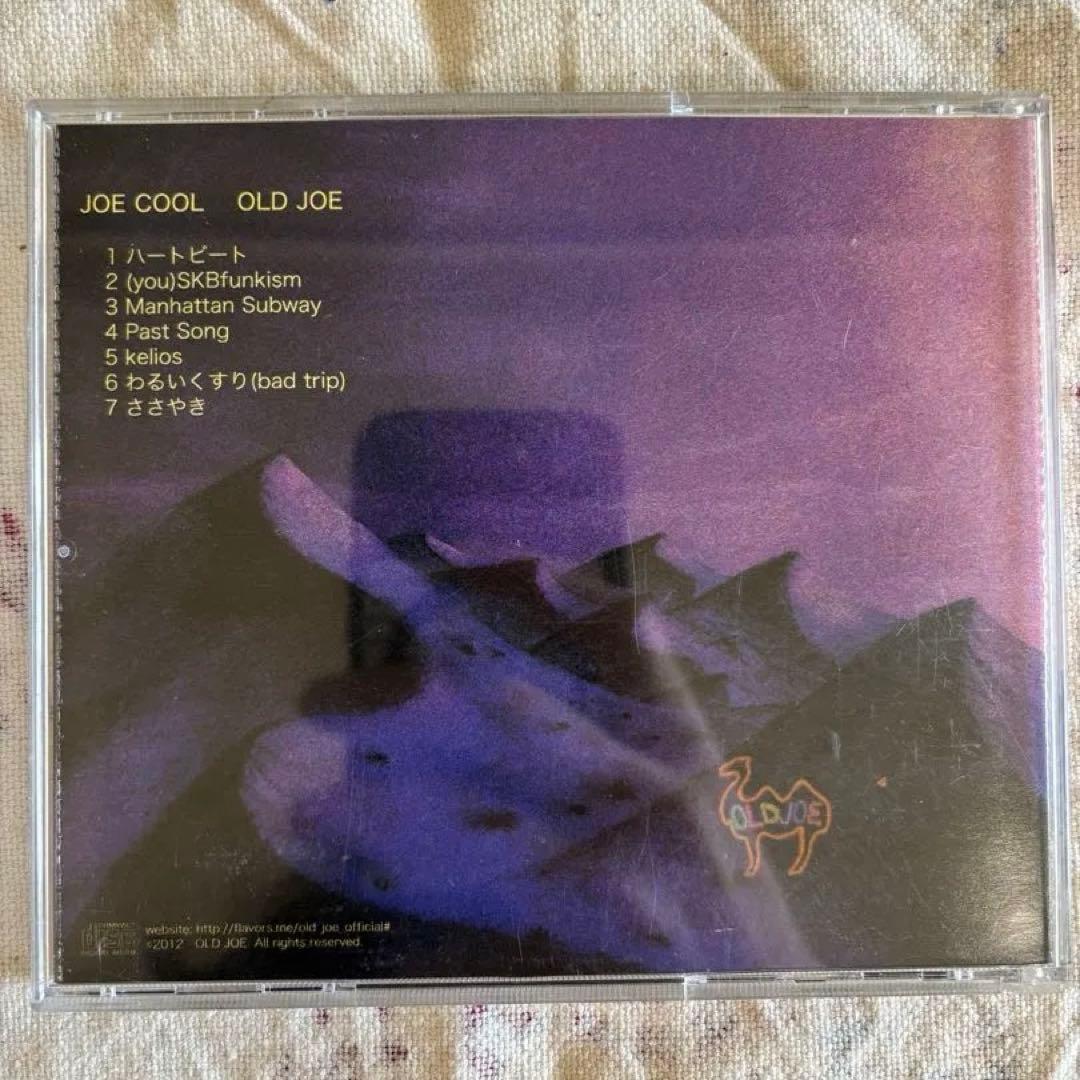 JOE COOL OLD JOE
1 ハートビート
2 (you)SKBfunkism
3 Manhattan Subway
4 Past Song
5 kelios
6 わるいくすり(bad trip)
7 ささやき
OLD JOE
website: http://flavors.me/old_joe_official#
©2012 OLD JOE All rights reserved.